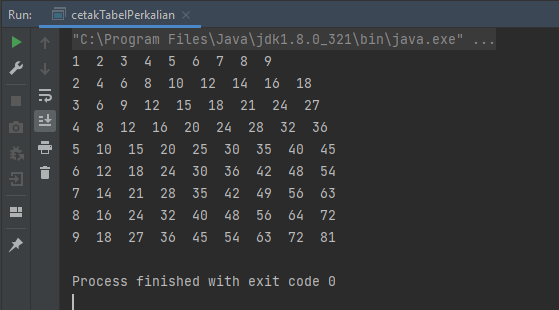 Run: cetakTabelPerkalian
"C:\Program Files\Java\jdk1.8.0_321\bin\java.exe" ...
1  2  3  4  5  6  7  8  9
2  4  6  8  10  12  14  16  18
3  6  9  12  15  18  21  24  27
4  8  12  16  20  24  28  32  36
5  10  15  20  25  30  35  40  45
6  12  18  24  30  36  42  48  54
7  14  21  28  35  42  49  56  63
8  16  24  32  40  48  56  64  72
9  18  27  36  45  54  63  72  81
Process finished with exit code 0